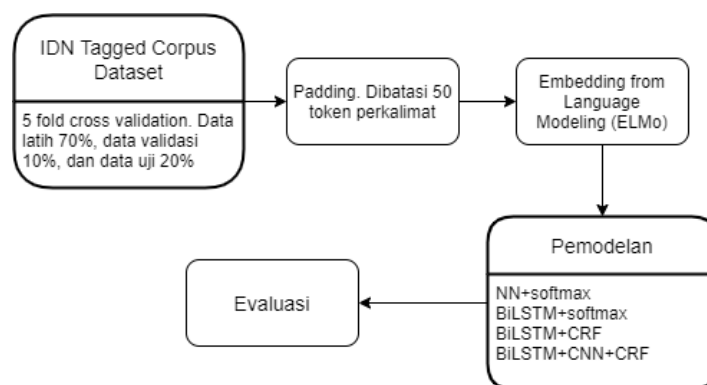 IDN Tagged Corpus
Dataset
5 fold cross validation. Data
latih 70%, data validasi
10%, dan data uji 20%
Padding. Dibatasi 50
token perkalimat
Embedding from
Language
Modeling (ELMo)
Pemodelan
NN+softmax
BiLSTM+softmax
BiLSTM+CRF
BiLSTM+CNN+CRF
Evaluasi